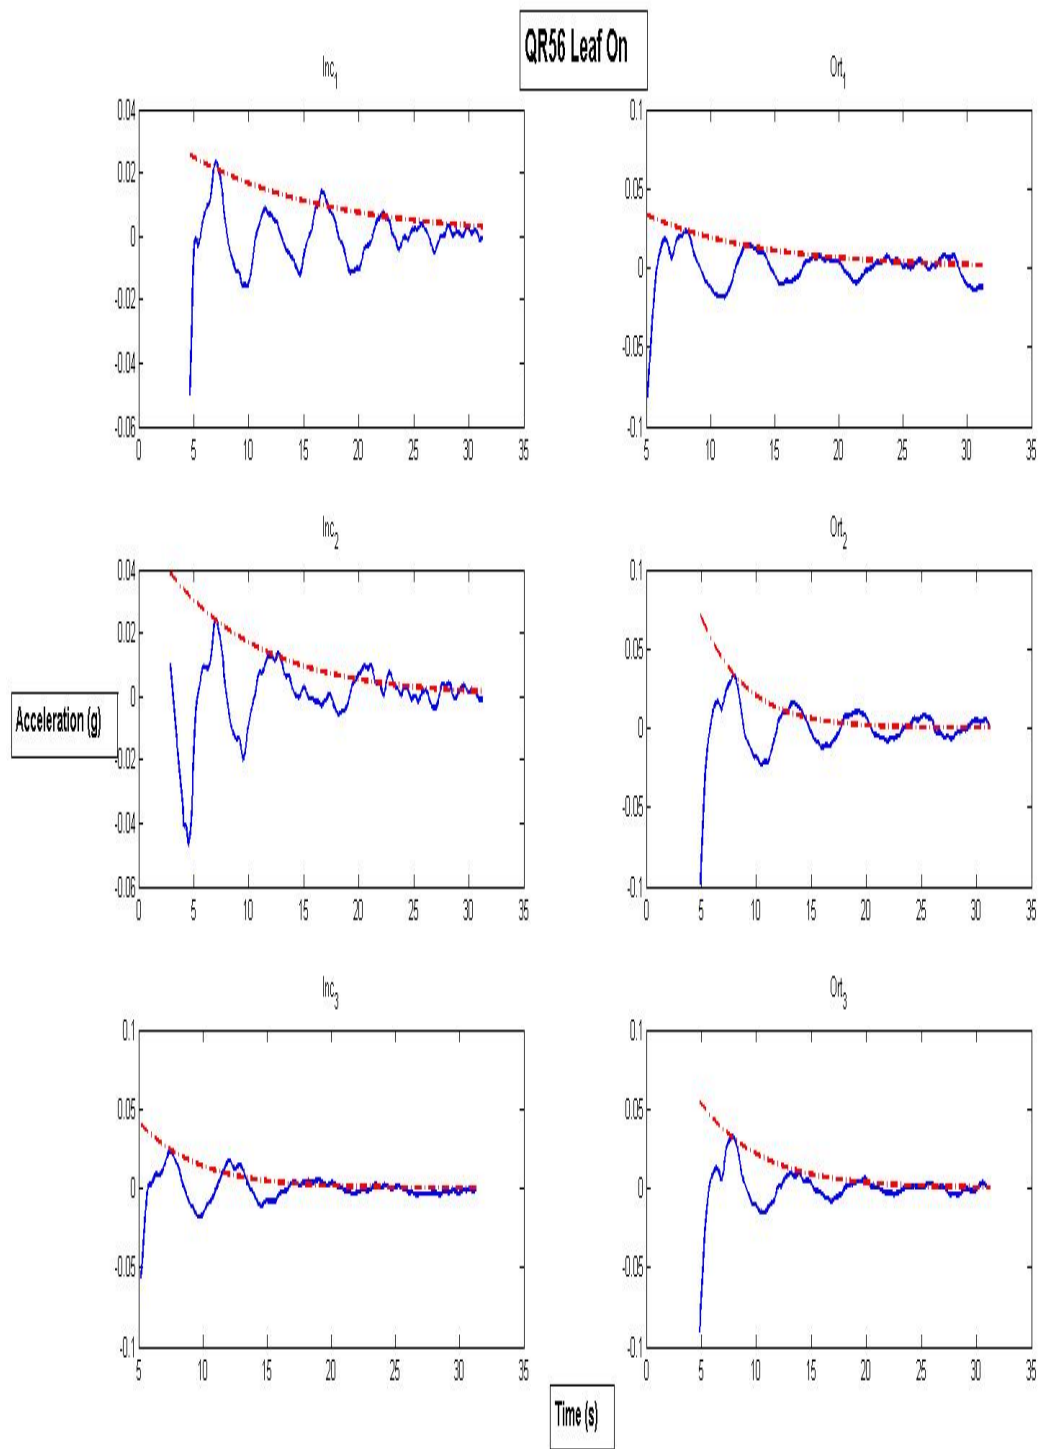 QR56 Leaf On
Inc1 Ort1
0.04 0.1
0.02 0.05
0 0
-0.02
-0.04 -0.05
-0.06 -0.1
0 5 10 15 20 25 30 35 5 10 15 20 25 30 35
Inc2 Ort2
0.04 0.1
0.02 0.05
0 0
Acceleration (g)
-0.02
-0.04 -0.05
-0.06 -0.1
0 5 10 15 20 25 30 35 0 5 10 15 20 25 30 35
Inc3 Ort3
0.1 0.1
0.05 0.05
0 0
-0.05 -0.05
-0.1 -0.1
5 10 15 20 25 30 35 0 5 10 15 20 25 30 35
Time (s)